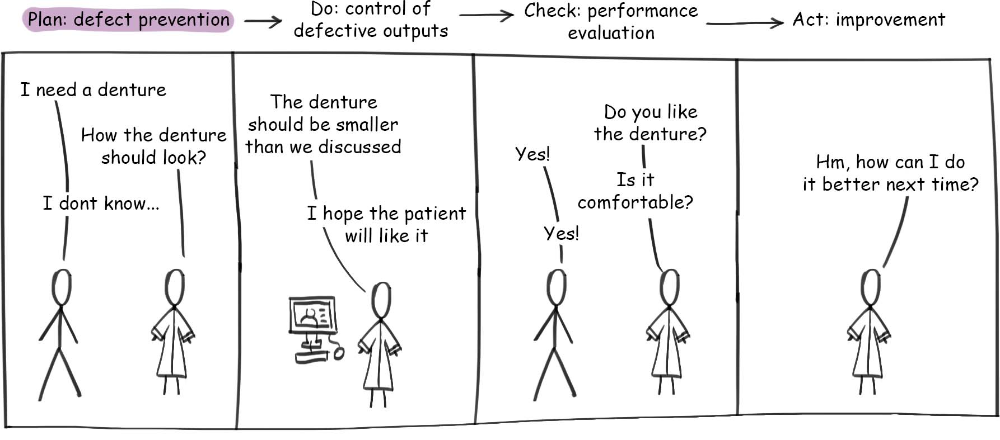 Plan: defect prevention
Do: control of
defective outputs
Check: performance
evaluation
Act: improvement
I need a denture
How the denture
should look?
I dont know...
The denture
should be smaller
than we discussed
I hope the patient
will like it
Do you like
the denture?
Yes!
Is it
comfortable?
Yes!
Hm, how can I do
it better next time?